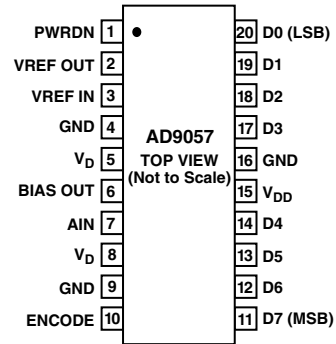 PWRDN 1 20 D0 (LSB)
VREF OUT 2 19 D1
VREF IN 3 18 D2
GND 4 17 D3
AD9057
VD 5 16 GND
TOP VIEW
(Not to Scale)
BIAS OUT 6 15 VDD
AIN 7 14 D4
VD 8 13 D5
GND 9 12 D6
ENCODE 10 11 D7 (MSB)